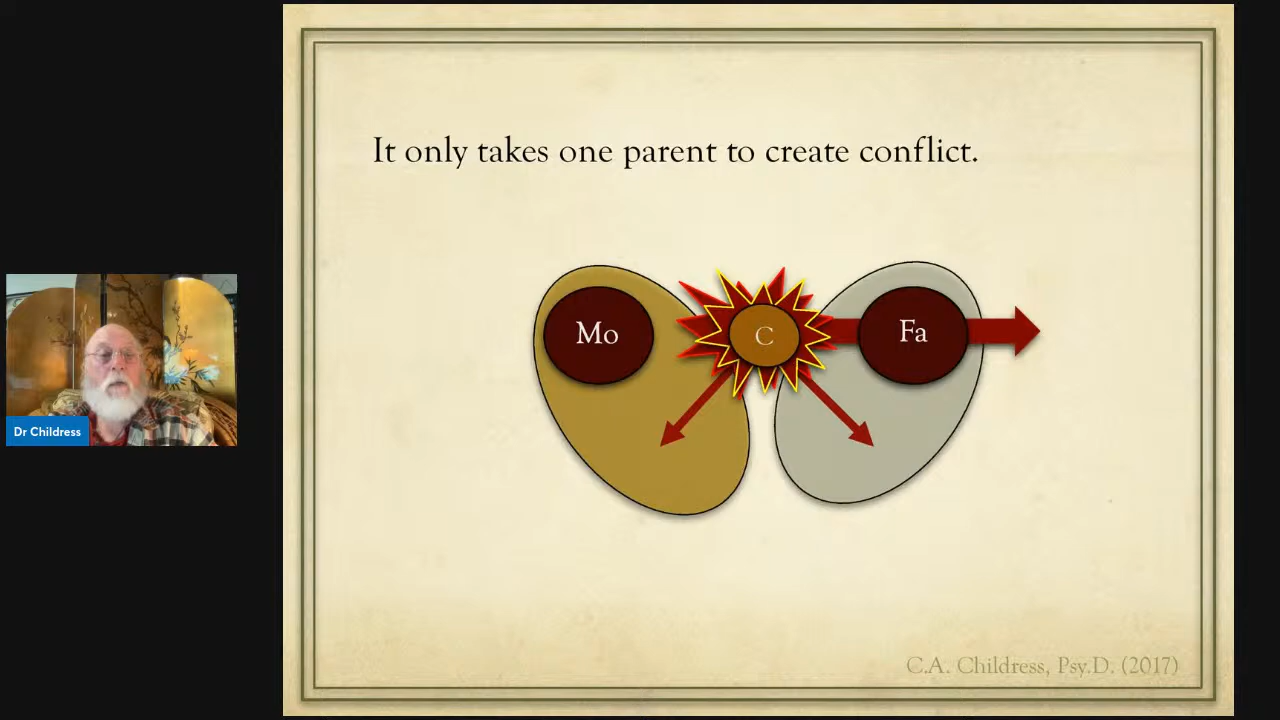 It only takes one parent to create conflict.
Mo
C
Fa
Dr Childress
C.A. Childress, Psy.D. (2017)